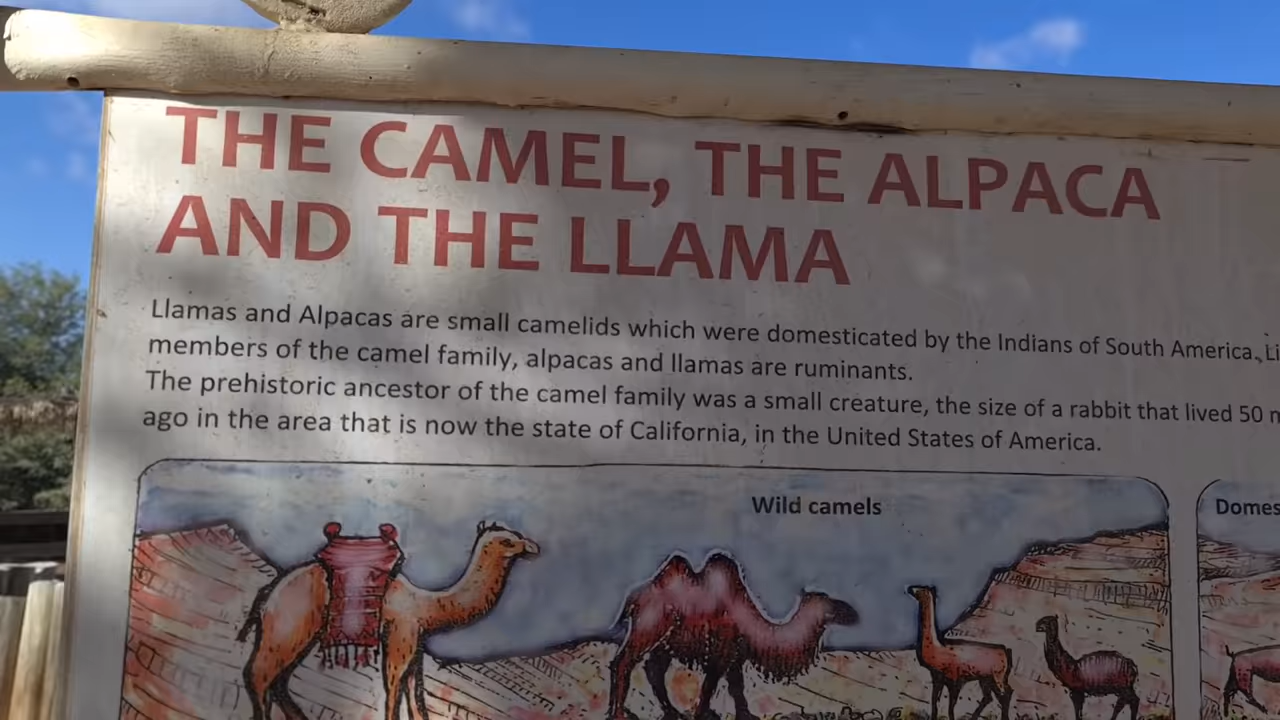 THE CAMEL, THE ALPACA
AND THE LLAMA
Llamas and Alpacas are small camelids which were domesticated by the Indians of South America. Li
members of the camel family, alpacas and llamas are ruminants.
The prehistoric ancestor of the camel family was a small creature, the size of a rabbit that lived 50
ago in the area that is now the state of California, in the United States of America.
Wild camels
Domes